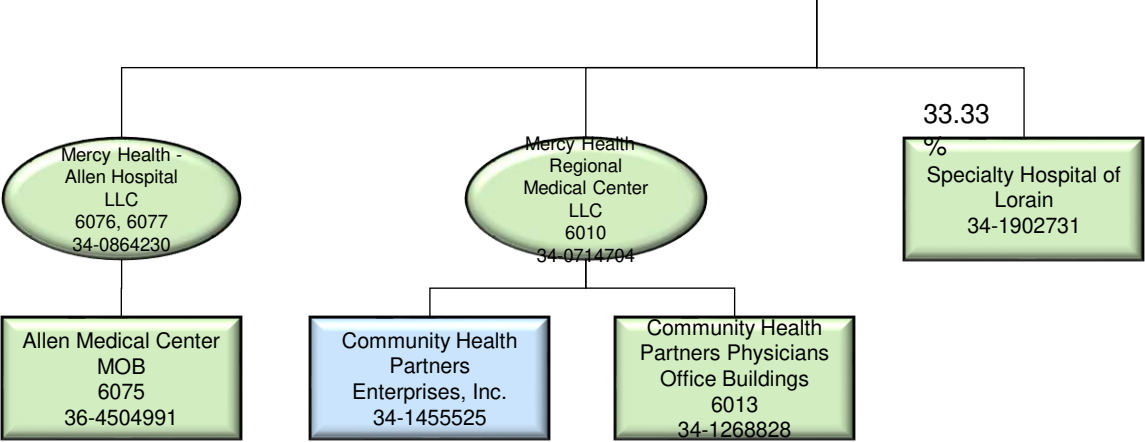 33.33
%
Mercy Health -
Allen Hospital
LLC
6076, 6077
34-0864230
Mercy Health -
Regional
Medical Center
LLC
6010
34-0714704
Specialty Hospital of
Lorain
34-1902731
Allen Medical Center
MOB
6075
36-4504991
Community Health
Partners
Enterprises, Inc.
34-1455525
Community Health
Partners Physicians
Office Buildings
6013
34-1268828